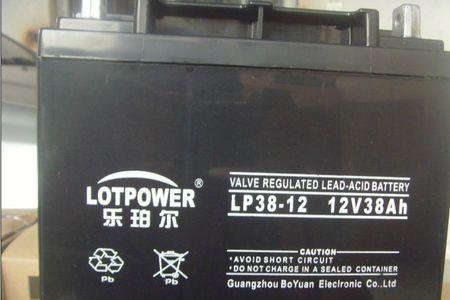 LOTPOWER®
乐珀尔
VALVE REGULATED LEAD-ACID BATTERY
LP38-12 12V38Ah
CAUTION
•AVOID SHORT CIRCUIT
•DO NOT CHARGE IN A SEALED CONTAINER
Guangzhou BoYuan Electronic Co.,Ltd
Pb
Pb